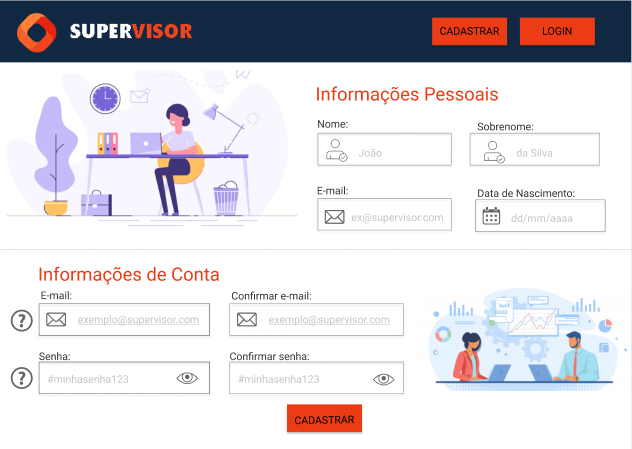 SUPERVISOR
CADASTRAR
LOGIN
Informações Pessoais
Nome:
Sobrenome:
João
da Silva
E-mail:
Data de Nascimento:
ex@supervisor.com
dd/mm/aaaa
Informações de Conta
E-mail:
Confirmar e-mail:
?
exemplo@supervisor.com
exemplo@supervisor.com
Senha:
Confirmar senha:
?
#minhasenha123
#minhasenha123
CADASTRAR